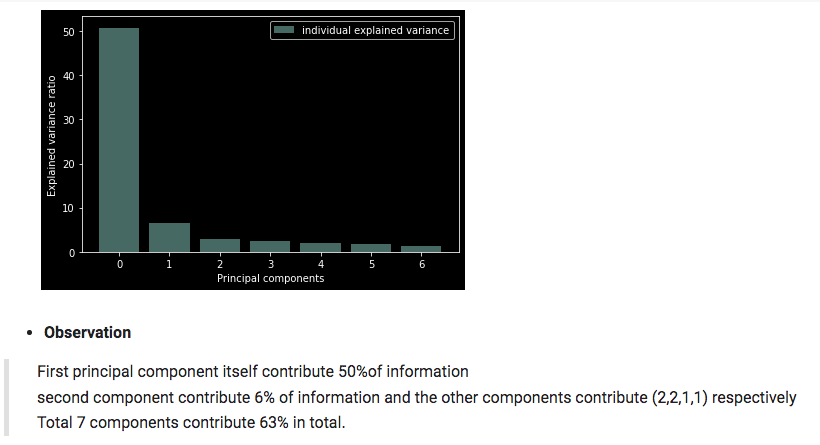 individual explained variance
50
40
30
20
10
0
Explained variance ratio
0 1 2 3 4 5 6
Principal components
• Observation
First principal component itself contribute 50%of information
second component contribute 6% of information and the other components contribute (2,2,1,1) respectively
Total 7 components contribute 63% in total.